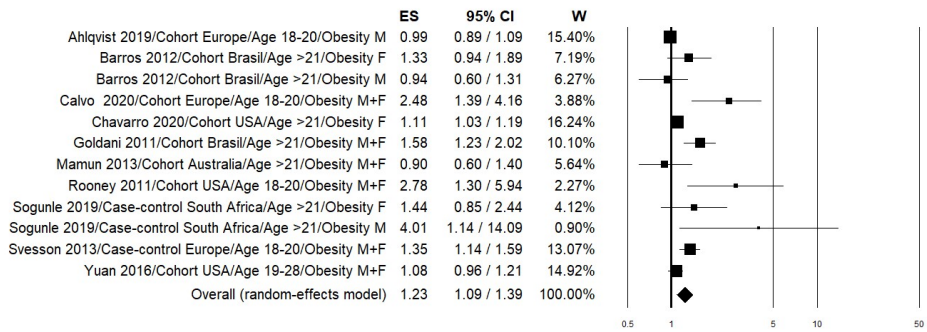 ES 95% CI W
Ahlqvist 2019/Cohort Europe/Age 18-20/Obesity M 0.99 0.89 / 1.09 15.40%
Barros 2012/Cohort Brasil/Age >21/Obesity F 1.33 0.94 / 1.89 7.19%
Barros 2012/Cohort Brasil/Age >21/Obesity M 0.94 0.60 / 1.31 6.27%
Calvo 2020/Cohort Europe/Age 18-20/Obesity M+F 2.48 1.39 / 4.16 3.88%
Chavarro 2020/Cohort USA/Age >21/Obesity F 1.11 1.03 / 1.19 16.24%
Goldani 2011/Cohort Brasil/Age >21/Obesity M+F 1.58 1.23 / 2.02 10.10%
Mamun 2013/Cohort Australia/Age >21/Obesity M+F 0.90 0.60 / 1.40 5.64%
Rooney 2011/Cohort USA/Age 18-20/Obesity M+F 2.78 1.30 / 5.94 2.27%
Sogunle 2019/Case-control South Africa/Age >21/Obesity F 1.44 0.85 / 2.44 4.12%
Sogunle 2019/Case-control South Africa/Age >21/Obesity M 4.01 1.14 / 14.09 0.90%
Svesson 2013/Case-control Europe/Age 18-20/Obesity M+F 1.35 1.14 / 1.59 13.07%
Yuan 2016/Cohort USA/Age 19-28/Obesity M+F 1.08 0.96 / 1.21 14.92%
Overall (random-effects model) 1.23 1.09 / 1.39 100.00%
0.5 1 5 10 50